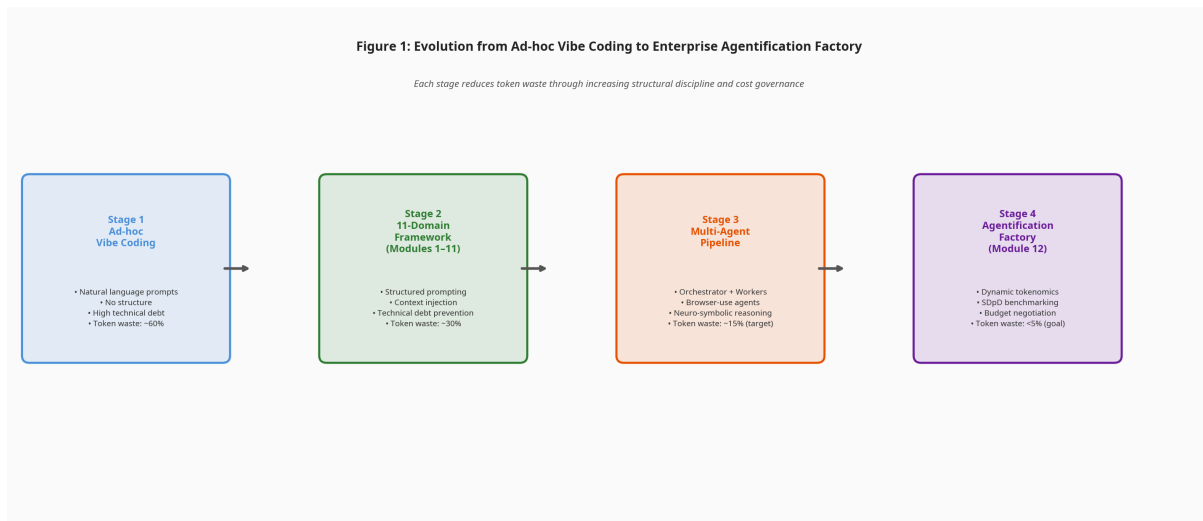 Figure 1: Evolution from Ad-hoc Vibe Coding to Enterprise Agentification Factory
Each stage reduces token waste through increasing structural discipline and cost governance
Stage 1
Ad-hoc
Vibe Coding
• Natural language prompts
• No structure
• High technical debt
• Token waste: ~60%
Stage 2
11-Domain
Framework
(Modules 1–11)
• Structured prompting
• Context injection
• Technical debt prevention
• Token waste: ~30%
Stage 3
Multi-Agent
Pipeline
• Orchestrator + Workers
• Browser-use agents
• Neuro-symbolic reasoning
• Token waste: ~15% (target)
Stage 4
Agentification
Factory
(Module 12)
• Dynamic tokenomics
• SDpD benchmarking
• Budget negotiation
• Token waste: <5% (goal)